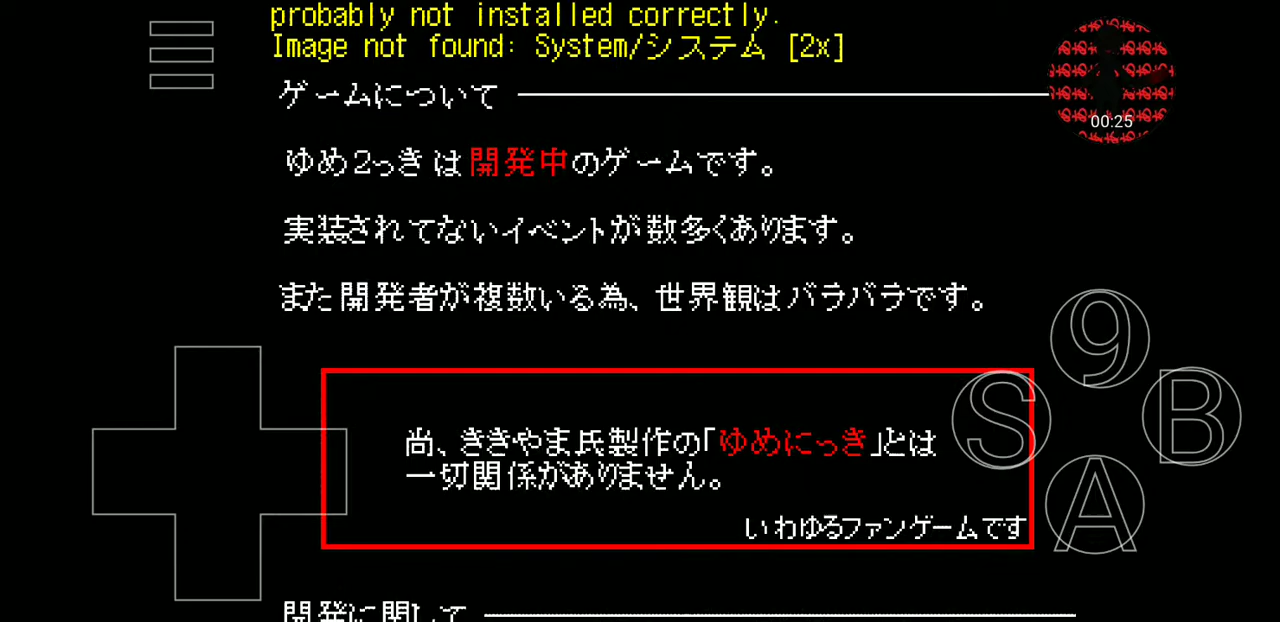 probably not installed correctly.
Image not found: System/システム [2x]
00:25
ゲームについて
ゆめ2っきは開発中のゲームです。
実装されてないイベントが数多くあります。
また開発者が複数いる為、世界観はバラバラです。
9
S
B
A
尚、ききやま氏製作の「ゆめにっき」とは
一切関係がありません。
いわゆるファンゲームです
開発に関して